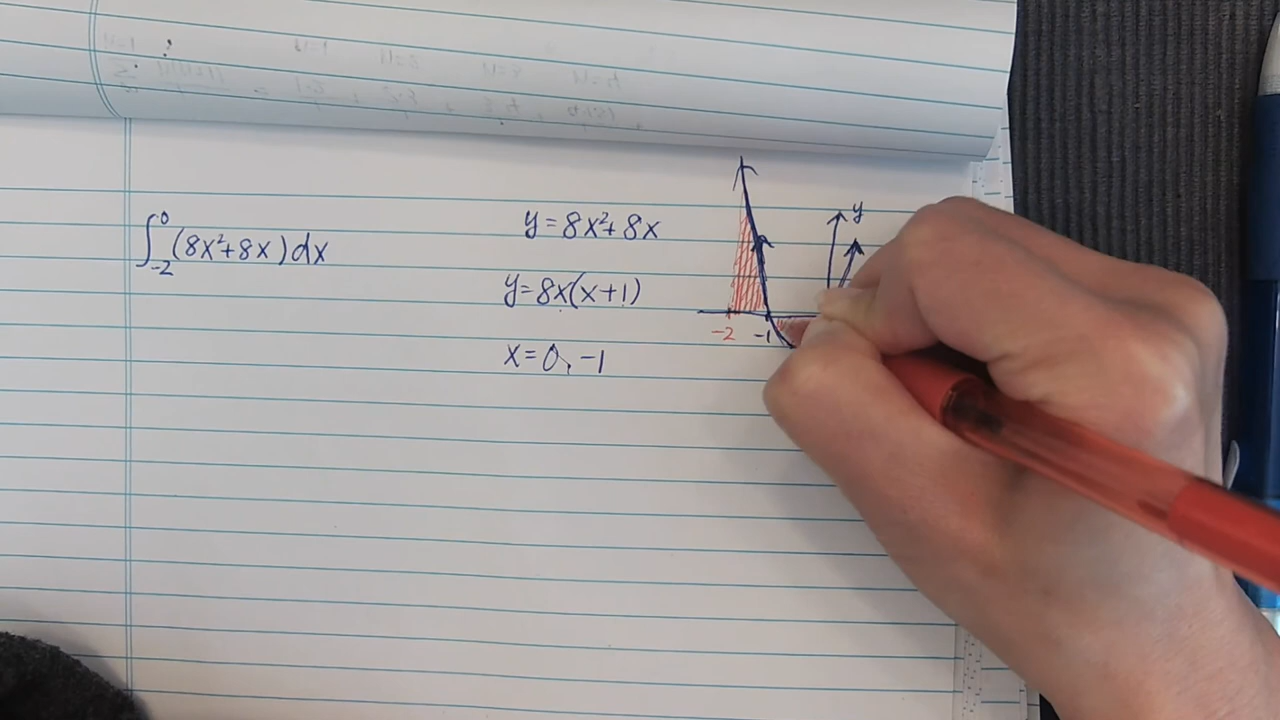 ∫₋₂⁰ (8x²+8x)dx
y=8x²+8x
y=8x(x+1)
x=0,-1
y
-2 -1